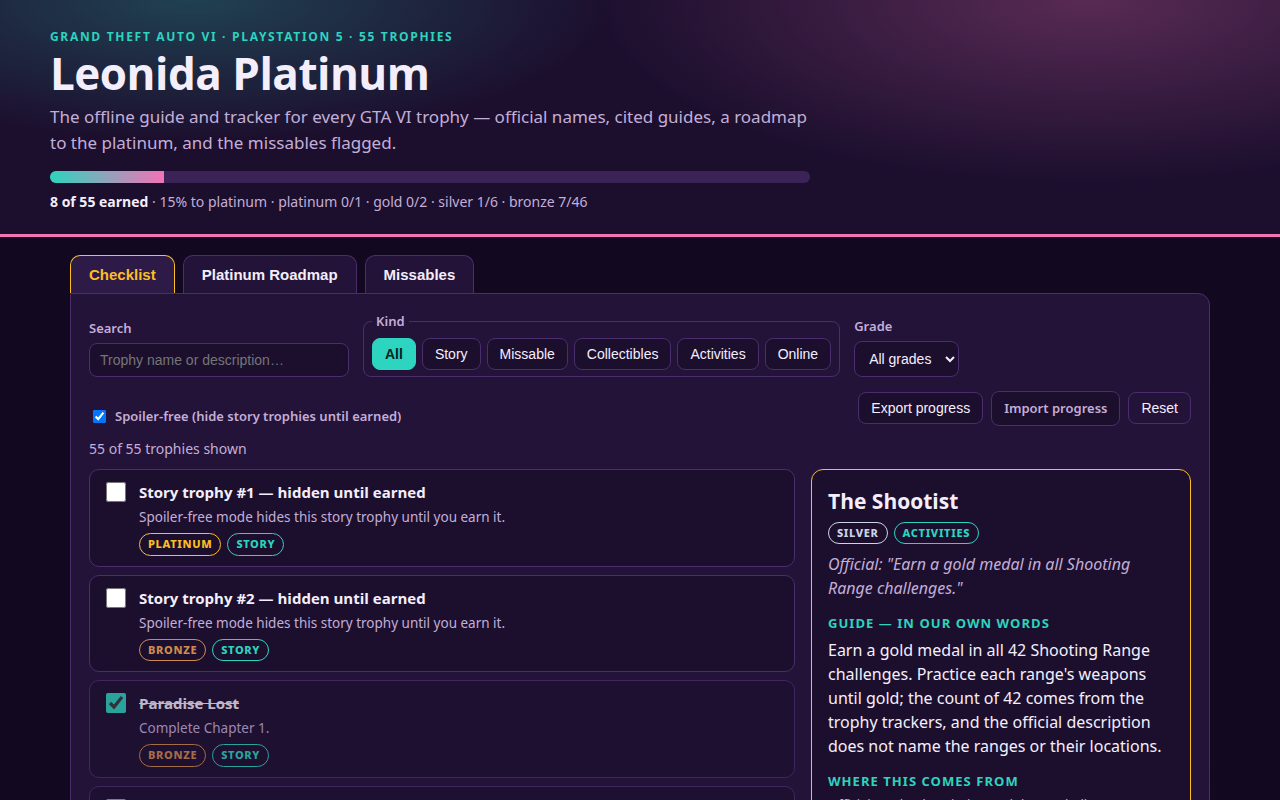 GRAND THEFT AUTO VI · PLAYSTATION 5 · 55 TROPHIES
Leonida Platinum
The offline guide and tracker for every GTA VI trophy — official names, cited guides, a roadmap
to the platinum, and the missables flagged.
8 of 55 earned · 15% to platinum · platinum 0/1 · gold 0/2 · silver 1/6 · bronze 7/46
Checklist
Platinum Roadmap
Missables
Search
Trophy name or description…
Kind
All
Story
Missable
Collectibles
Activities
Online
Grade
All grades
Spoiler-free (hide story trophies until earned)
Export progress
Import progress
Reset
55 of 55 trophies shown
Story trophy #1 — hidden until earned
Spoiler-free mode hides this story trophy until you earn it.
PLATINUM
STORY
Story trophy #2 — hidden until earned
Spoiler-free mode hides this story trophy until you earn it.
BRONZE
STORY
Paradise Lost
Complete Chapter 1.
BRONZE
STORY
The Shootist
SILVER
ACTIVITIES
Official: "Earn a gold medal in all Shooting
Range challenges."
GUIDE — IN OUR OWN WORDS
Earn a gold medal in all 42 Shooting Range
challenges. Practice each range's weapons
until gold; the count of 42 comes from the
trophy trackers, and the official description
does not name the ranges or their locations.
WHERE THIS COMES FROM